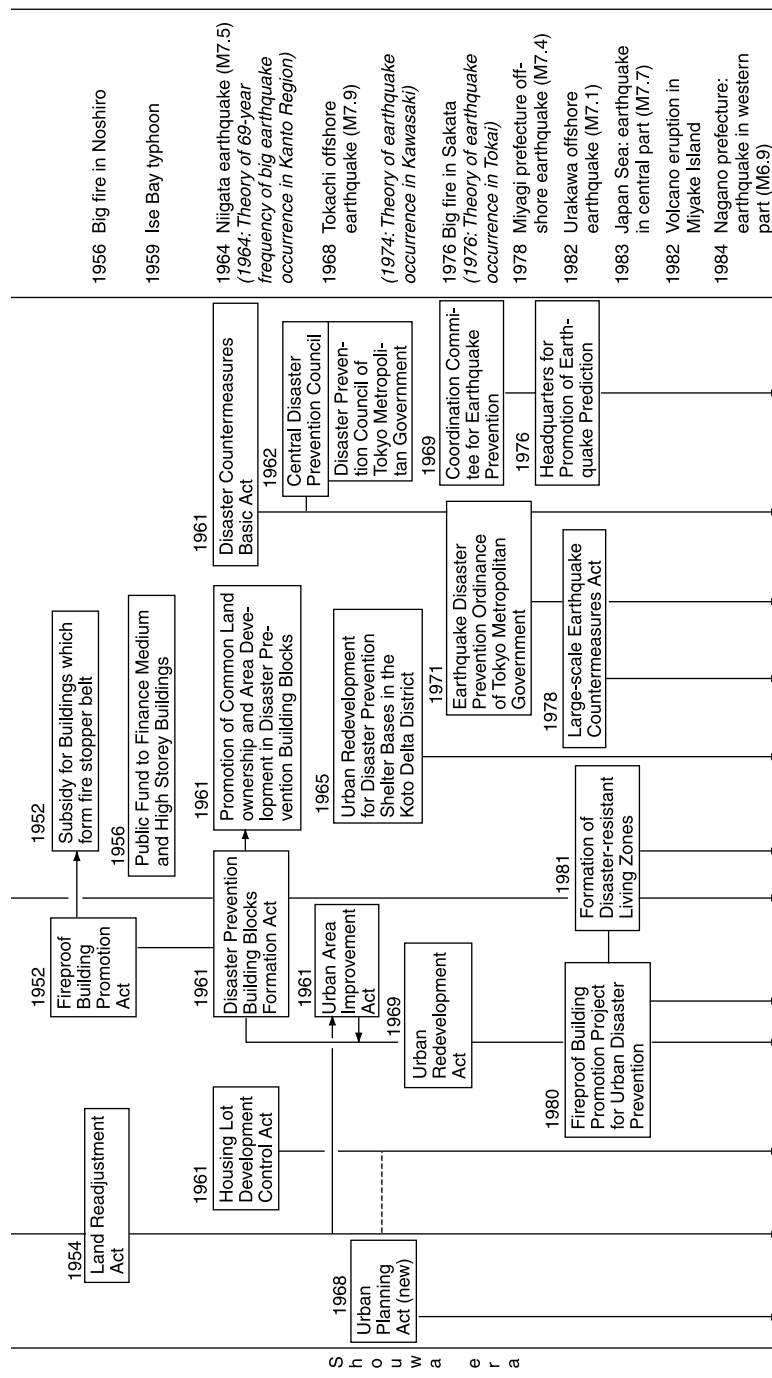 S h o u w a e r a
1954
Land Readjustment
Act
1968
Urban
Planning
Act (new)
1961
Housing Lot
Development
Control Act
1952
Fireproof
Building
Promotion
Act
1961
Disaster Prevention
Building Blocks
Formation Act
1961
Urban Area
Improvement
Act
1969
Urban
Redevelopment
Act
1980
Fireproof Building
Promotion Project
for Urban Disaster
Prevention
1981
Formation of
Disaster-resistant
Living Zones
1952
Subsidy for Buildings which
form fire stopper belt
1956
Public Fund to Finance Medium
and High Storey Buildings
1961
Promotion of Common Land
ownership and Area Deve-
lopment in Disaster Pre-
vention Building Blocks
1965
Urban Redevelopment
for Disaster Prevention
Shelter Bases in the
Koto Delta District
1971
Earthquake Disaster
Prevention Ordinance
of Tokyo Metropolitan
Government
1978
Large-scale Earthquake
Countermeasures Act
1961
Disaster Countermeasures
Basic Act
1962
Central Disaster
Prevention Council
Disaster Preven-
tion Council of
Tokyo Metropoli-
tan Government
1969
Coordination Commit-
tee for Earthquake
Prevention
1976
Headquarters for
Promotion of Earth-
quake Prediction
1956 Big fire in Noshiro
1959 Ise Bay typhoon
1964 Niigata earthquake (M7.5)
(1964: Theory of 69-year
frequency of big earthquake
occurrence in Kanto Region)
1968 Tokachi offshore
earthquake (M7.9)
(1974: Theory of earthquake
occurrence in Kawasaki)
1976 Big fire in Sakata
(1976: Theory of earthquake
occurrence in Tokai)
1978 Miyagi prefecture off-
shore earthquake (M7.4)
1982 Urakawa offshore
earthquake (M7.1)
1983 Japan Sea: earthquake
in central part (M7.7)
1982 Volcano eruption in
Miyake Island
1984 Nagano prefecture:
earthquake in western
part (M6.9)